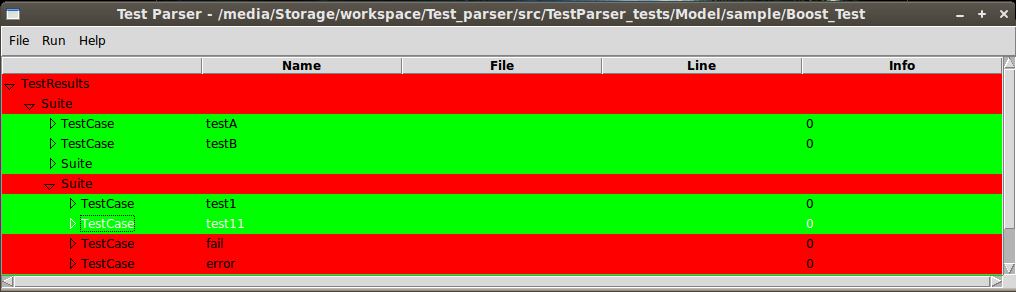 Test Parser - /media/Storage/workspace/Test_parser/src/TestParser_tests/Model/sample/Boost_Test
File Run Help
Name File Line Info
TestResults
Suite
TestCase testA 0
TestCase testB 0
Suite
Suite
TestCase test1 0
TestCase test11 0
TestCase fail 0
TestCase error 0